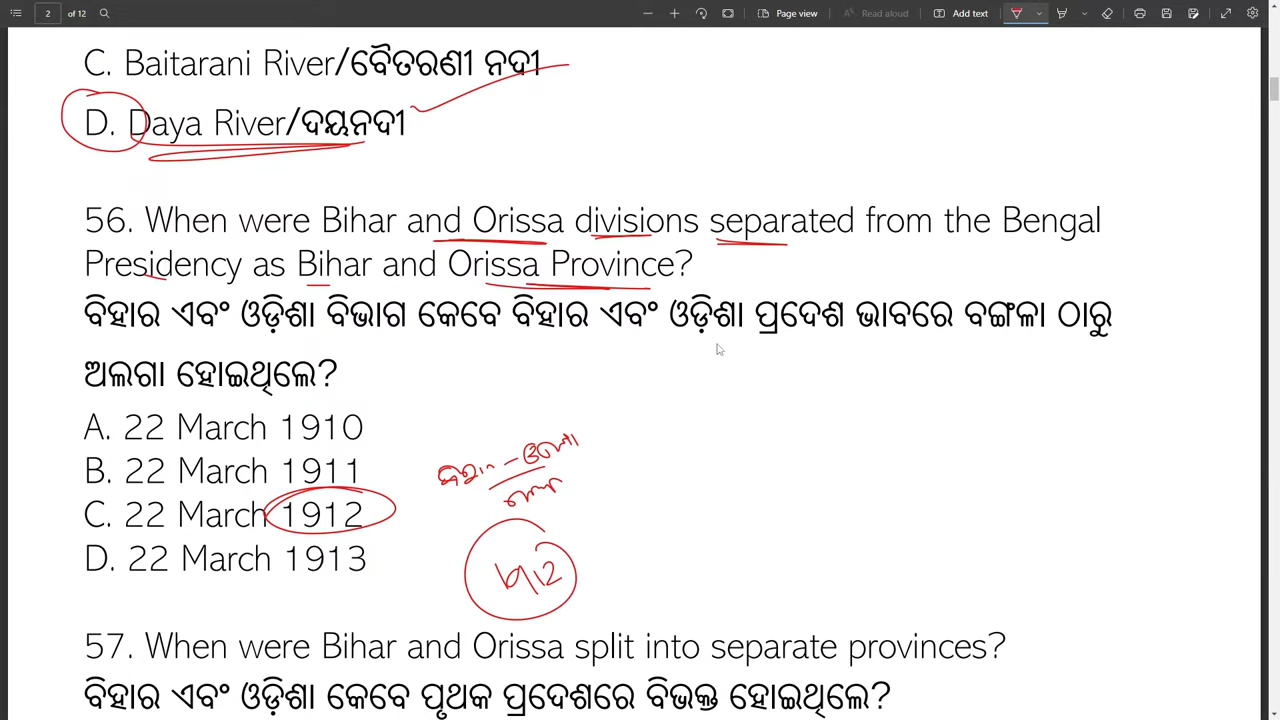 2 of 12
Page view
Read aloud
Add text
C. Baitarani River/ବୈତରଣୀ ନଦୀ
D. Daya River/ଦୟାନଦୀ
56. When were Bihar and Orissa divisions separated from the Bengal
Presidency as Bihar and Orissa Province?
ବିହାର ଏବଂ ଓଡ଼ିଶା ବିଭାଗ କେବେ ବିହାର ଏବଂ ଓଡ଼ିଶା ପ୍ରଦେଶ ଭାବରେ ବଙ୍ଗଳା ଠାରୁ
ଅଲଗା ହୋଇଥିଲେ?
A. 22 March 1910
B. 22 March 1911
C. 22 March 1912
D. 22 March 1913
57. When were Bihar and Orissa split into separate provinces?
ବିହାର ଏବଂ ଓଡ଼ିଶା କେବେ ପୃଥକ ପ୍ରଦେଶରେ ବିଭକ୍ତ ହୋଇଥିଲେ?